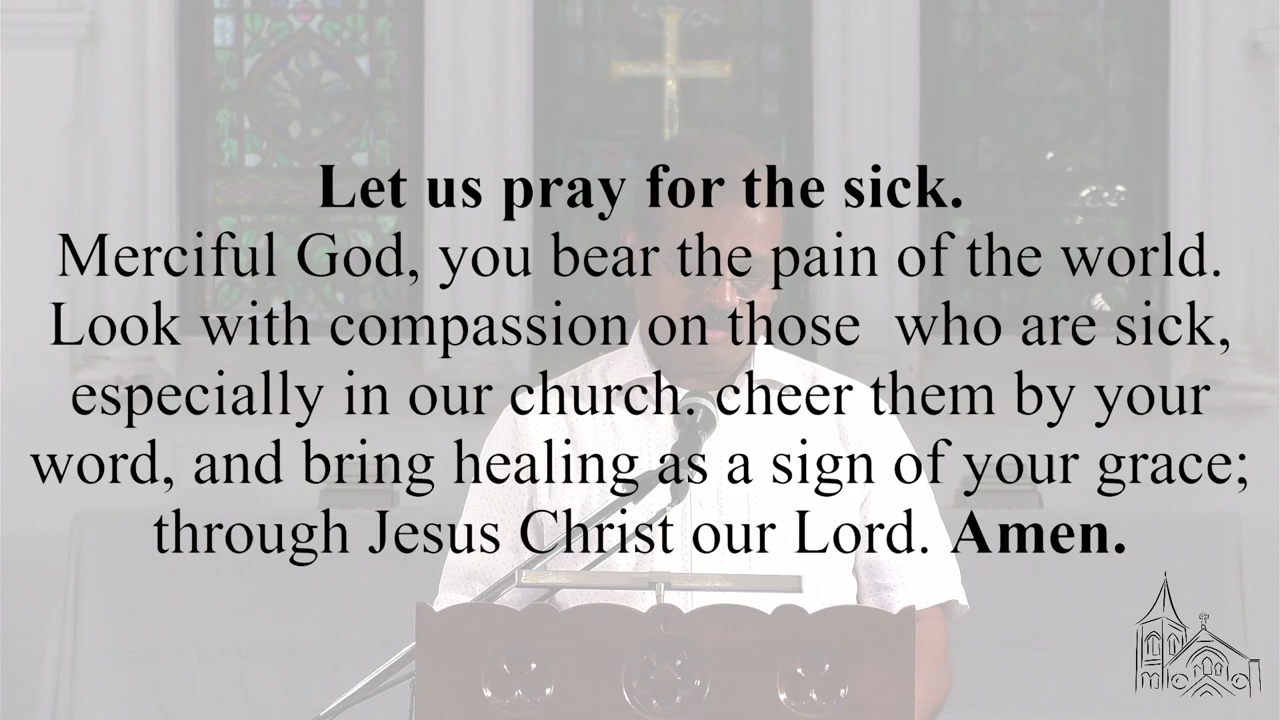 Let us pray for the sick.
Merciful God, you bear the pain of the world.
Look with compassion on those  who are sick,
especially in our church. cheer them by your
word, and bring healing as a sign of your grace;
through Jesus Christ our Lord. Amen.